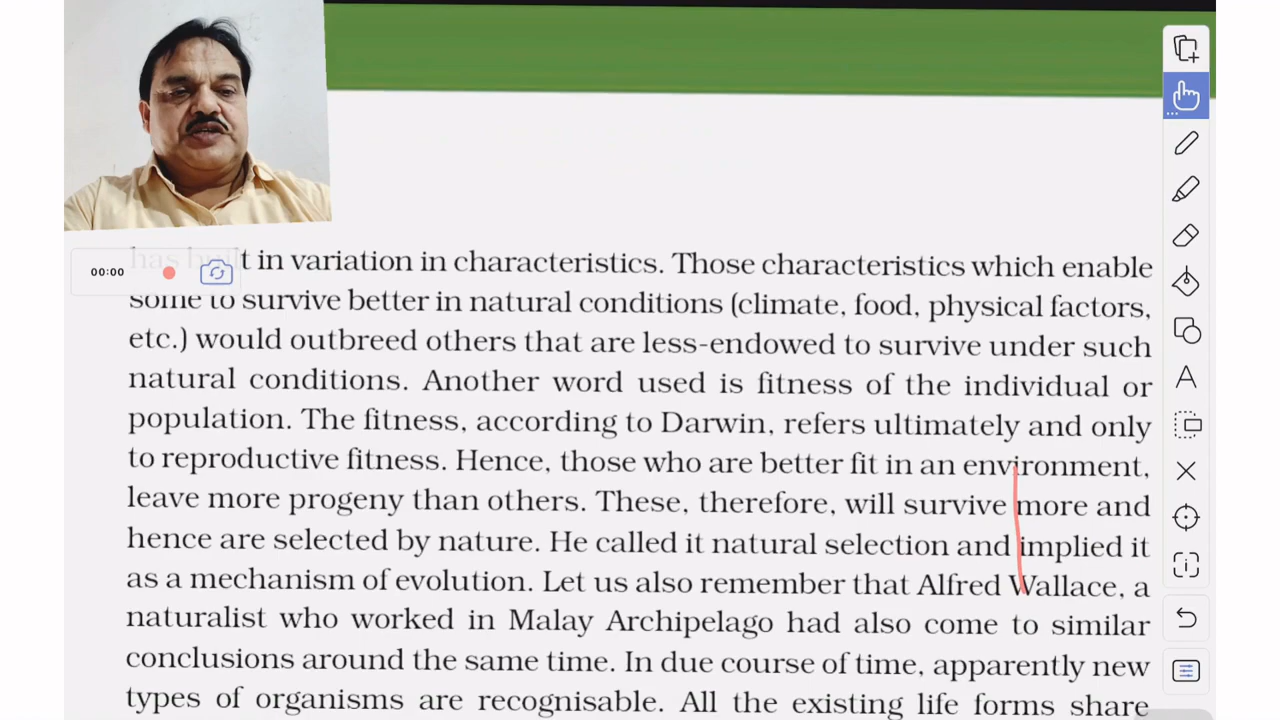 00:00
has built in variation in characteristics. Those characteristics which enable
some to survive better in natural conditions (climate, food, physical factors,
etc.) would outbreed others that are less-endowed to survive under such
natural conditions. Another word used is fitness of the individual or
population. The fitness, according to Darwin, refers ultimately and only
to reproductive fitness. Hence, those who are better fit in an environment,
leave more progeny than others. These, therefore, will survive more and
hence are selected by nature. He called it natural selection and implied it
as a mechanism of evolution. Let us also remember that Alfred Wallace, a
naturalist who worked in Malay Archipelago had also come to similar
conclusions around the same time. In due course of time, apparently new
types of organisms are recognisable. All the existing life forms share